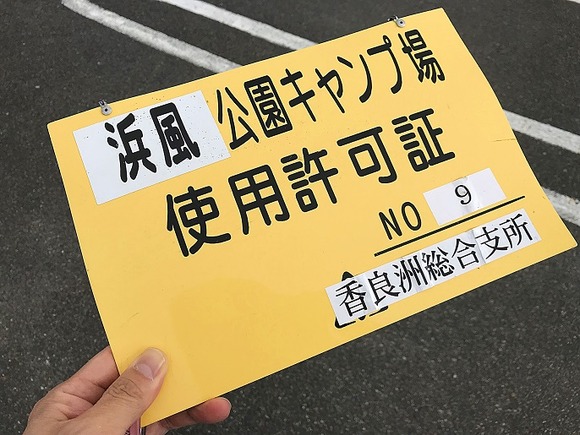 浜風公園キャンプ場
使用許可証
NO 9
香良洲総合支所